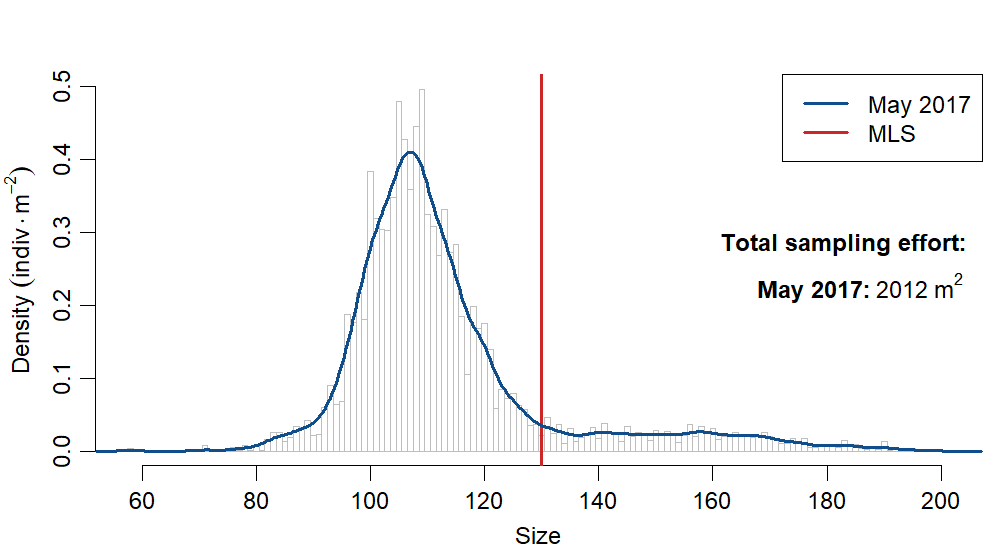 May 2017
MLS
Total sampling effort:
May 2017: 2012 m²
Density (indiv·m⁻²)
0.5
0.4
0.3
0.2
0.1
0.0
60 80 100 120 140 160 180 200
Size